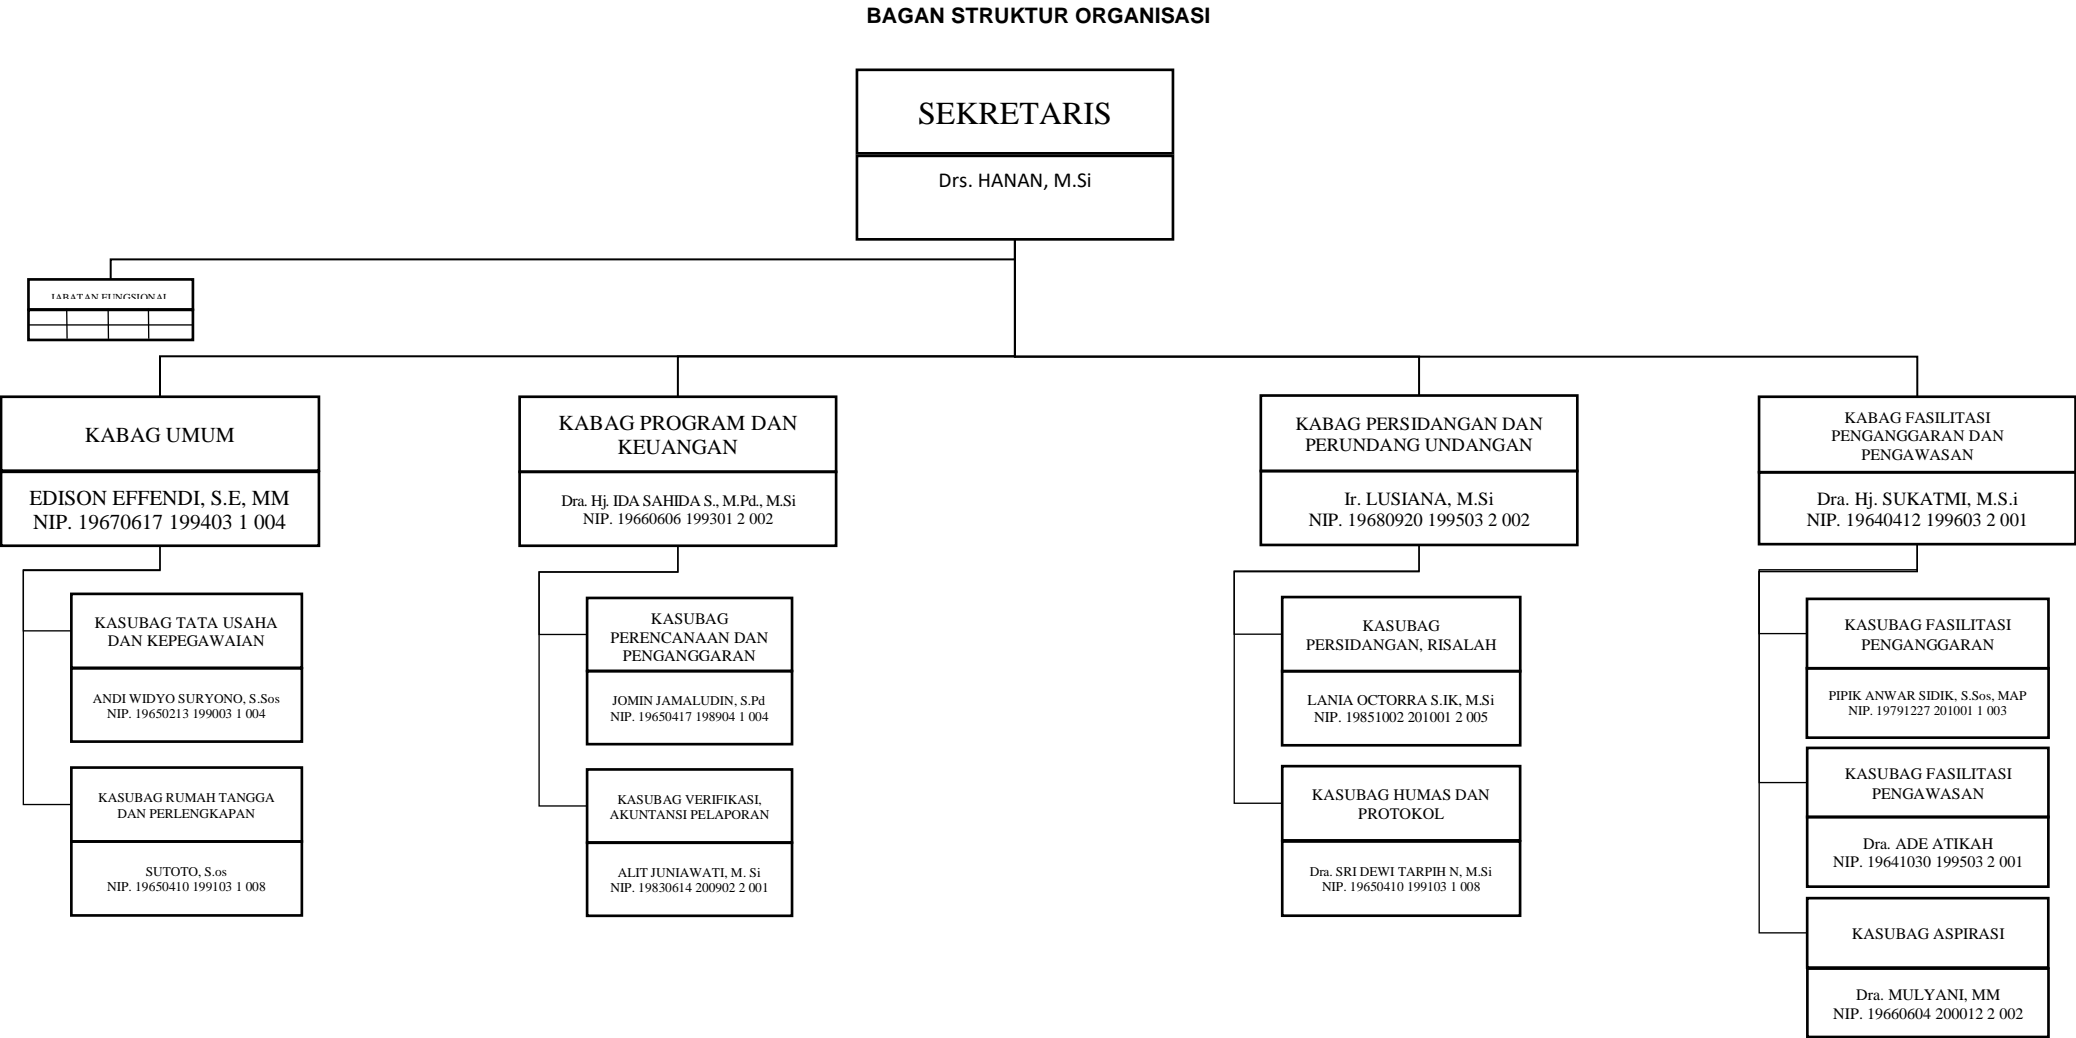 BAGAN STRUKTUR ORGANISASI
SEKRETARIS
Drs. HANAN, M.Si
JABATAN FUNGSIONAL
KABAG UMUM
EDISON EFFENDI, S.E, MM
NIP. 19670617 199403 1 004
KASUBAG TATA USAHA
DAN KEPEGAWAIAN
ANDI WIDYO SURYONO, S.Sos
NIP. 19650213 199003 1 004
KASUBAG RUMAH TANGGA
DAN PERLENGKAPAN
SUTOTO, S.os
NIP. 19650410 199103 1 008
KABAG PROGRAM DAN
KEUANGAN
Dra. Hj. IDA SAHIDA S., M.Pd., M.Si
NIP. 19660606 199301 2 002
KASUBAG
PERENCANAAN DAN
PENGANGGARAN
JOMIN JAMALUDIN, S.Pd
NIP. 19650417 198904 1 004
KASUBAG VERIFIKASI,
AKUNTANSI PELAPORAN
ALIT JUNIAWATI, M. Si
NIP. 19830614 200902 2 001
KABAG PERSIDANGAN DAN
PERUNDANG UNDANGAN
Ir. LUSIANA, M.Si
NIP. 19680920 199503 2 002
KASUBAG
PERSIDANGAN, RISALAH
LANIA OCTORRA S.IK, M.Si
NIP. 19851002 201001 2 005
KASUBAG HUMAS DAN
PROTOKOL
Dra. SRI DEWI TARPIH N, M.Si
NIP. 19650410 199103 1 008
KABAG FASILITASI
PENGANGGARAN DAN
PENGAWASAN
Dra. Hj. SUKATMI, M.S.i
NIP. 19640412 199603 2 001
KASUBAG FASILITASI
PENGANGGARAN
PIPIK ANWAR SIDIK, S.Sos, MAP
NIP. 19791227 201001 1 003
KASUBAG FASILITASI
PENGAWASAN
Dra. ADE ATIKAH
NIP. 19641030 199503 2 001
KASUBAG ASPIRASI
Dra. MULYANI, MM
NIP. 19660604 200012 2 002